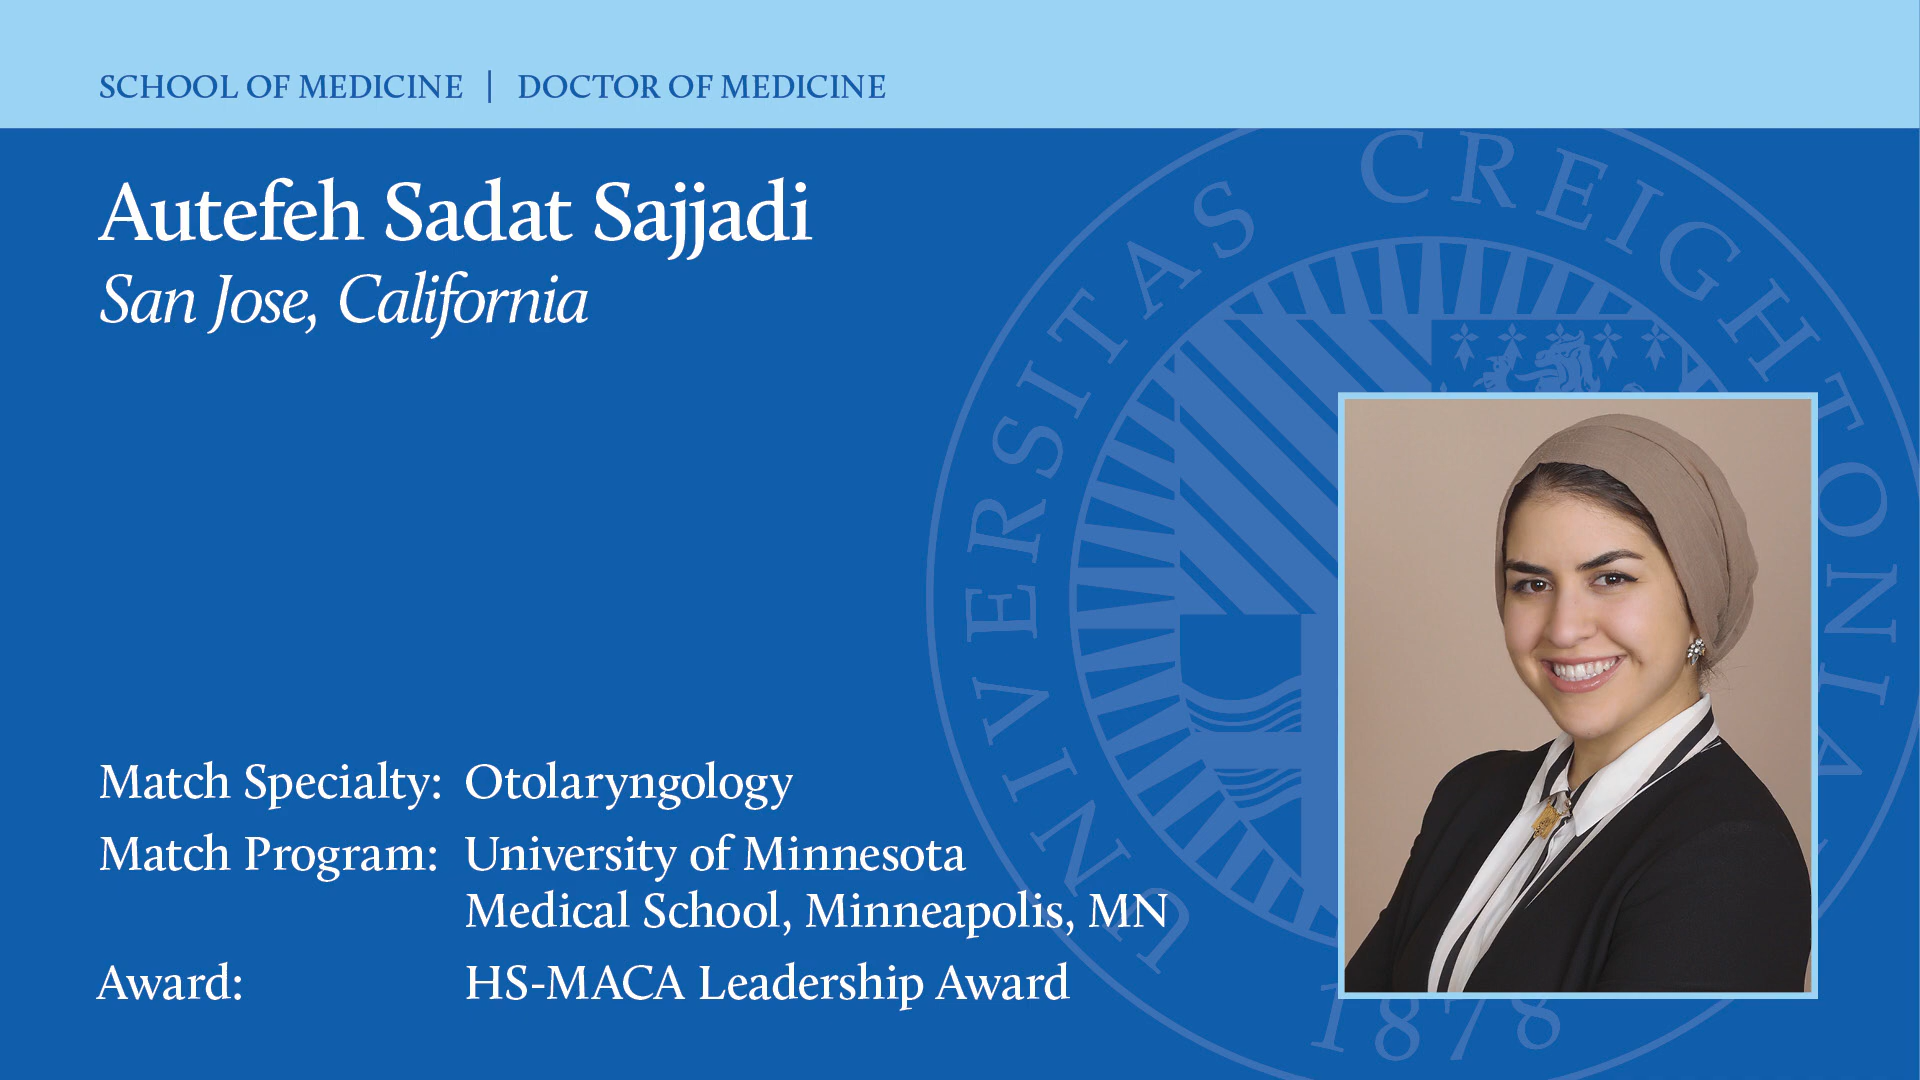 SCHOOL OF MEDICINE | DOCTOR OF MEDICINE
Autefeh Sadat Sajjadi
San Jose, California
Match Specialty: Otolaryngology
Match Program: University of Minnesota
Medical School, Minneapolis, MN
Award: HS-MACA Leadership Award
UNIVERSITAS CREIGHTONIANA
1878